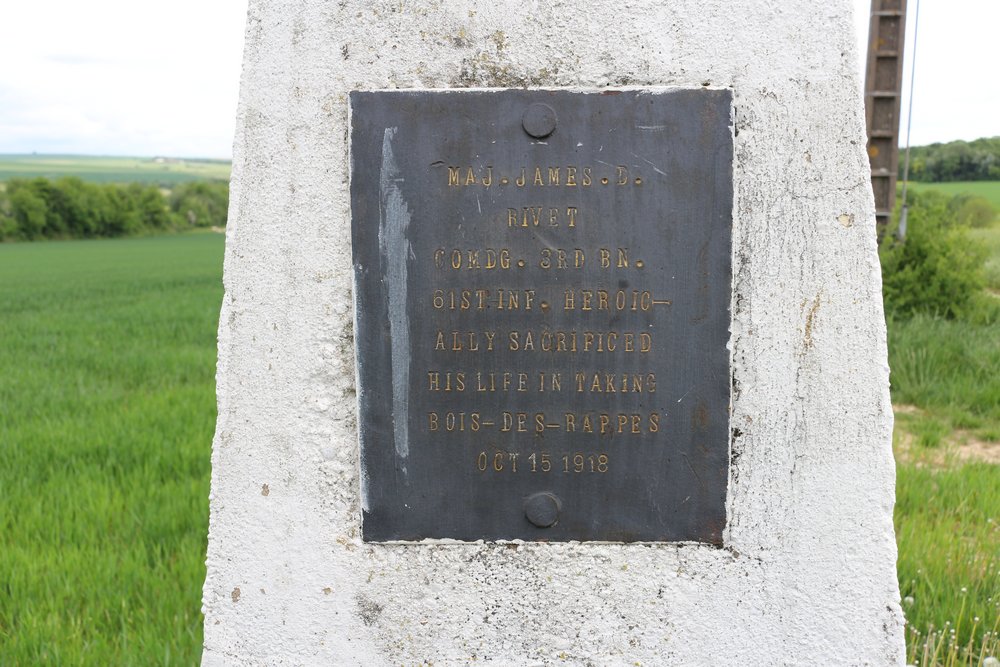 MAJ. JAMES. D.
RIVET
COMDG. 3RD BN.
61ST. INF. HEROIC-
ALLY SACRIFICED
HIS LIFE IN TAKING
BOIS-DES-RAPPES
OCT 15 1918